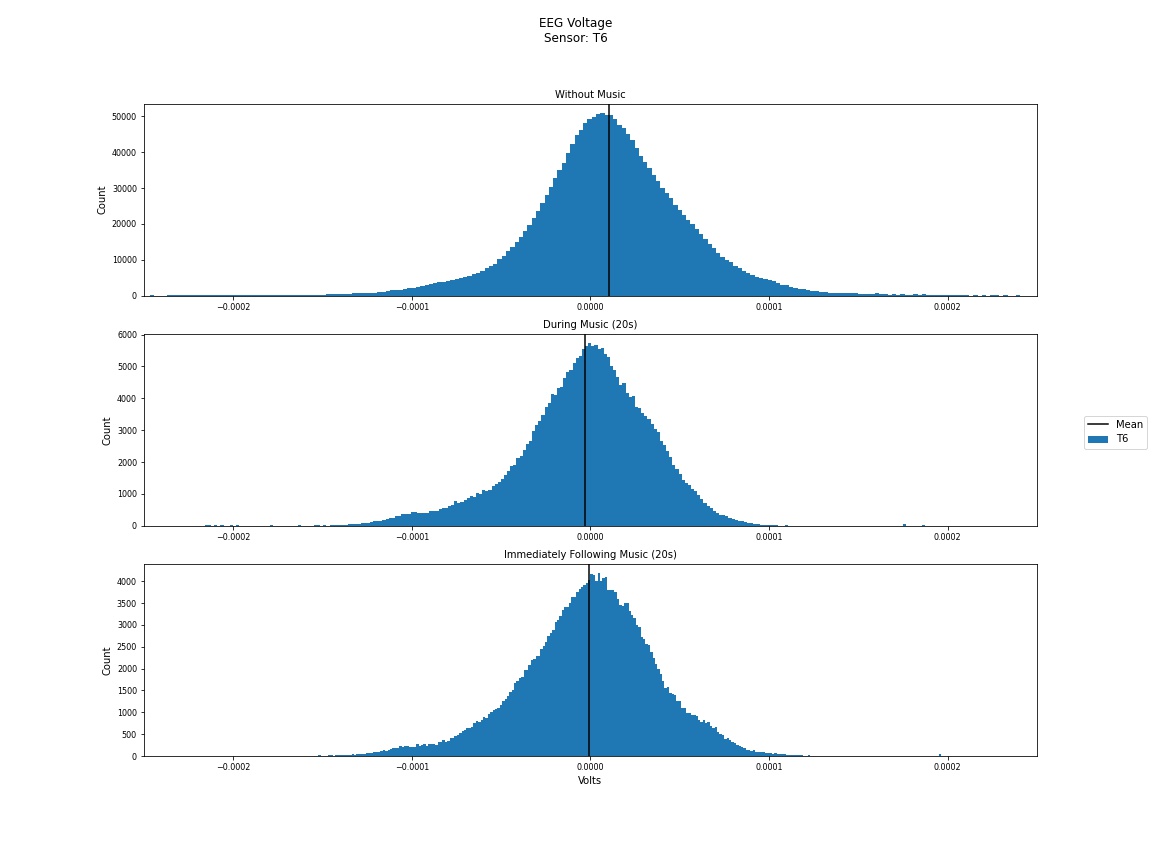 EEG Voltage
Sensor: T6
Without Music
50000
40000
30000
20000
10000
0
Count
−0.0002 −0.0001 0.0000 0.0001 0.0002
During Music (20s)
6000
5000
4000
3000
2000
1000
0
Count
−0.0002 −0.0001 0.0000 0.0001 0.0002
Mean
T6
Immediately Following Music (20s)
4000
3500
3000
2500
2000
1500
1000
500
0
Count
−0.0002 −0.0001 0.0000 0.0001 0.0002
Volts